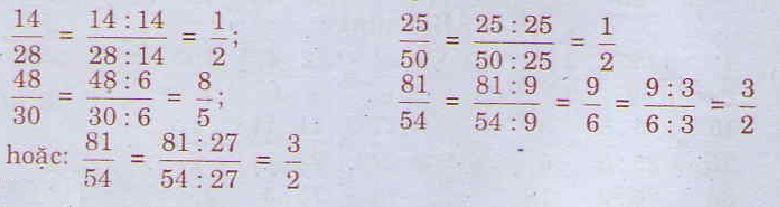 14/28 = 14 : 14/28 : 14 = 1/2; 25/50 = 25 : 25/50 : 25 = 1/2
48/30 = 48 : 6/30 : 6 = 8/5; 81/54 = 81 : 9/54 : 9 = 9/6 = 9 : 3/6 : 3 = 3/2
hoặc: 81/54 = 81 : 27/54 : 27 = 3/2